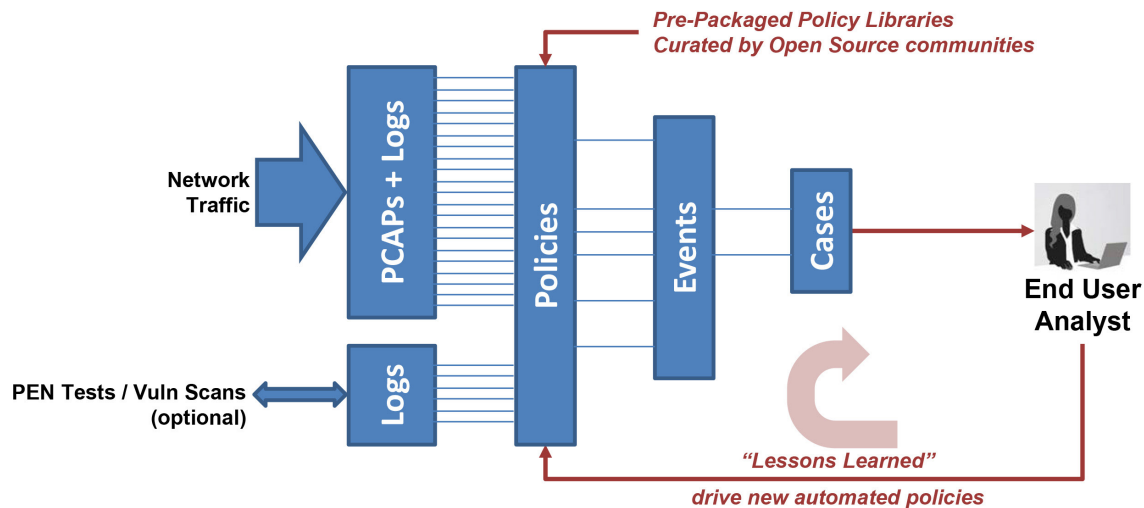 Pre-Packaged Policy Libraries
Curated by Open Source communities
Network
Traffic
PCAPs + Logs
Policies
Events
Cases
End User
Analyst
PEN Tests / Vuln Scans
(optional)
Logs
“Lessons Learned”
drive new automated policies